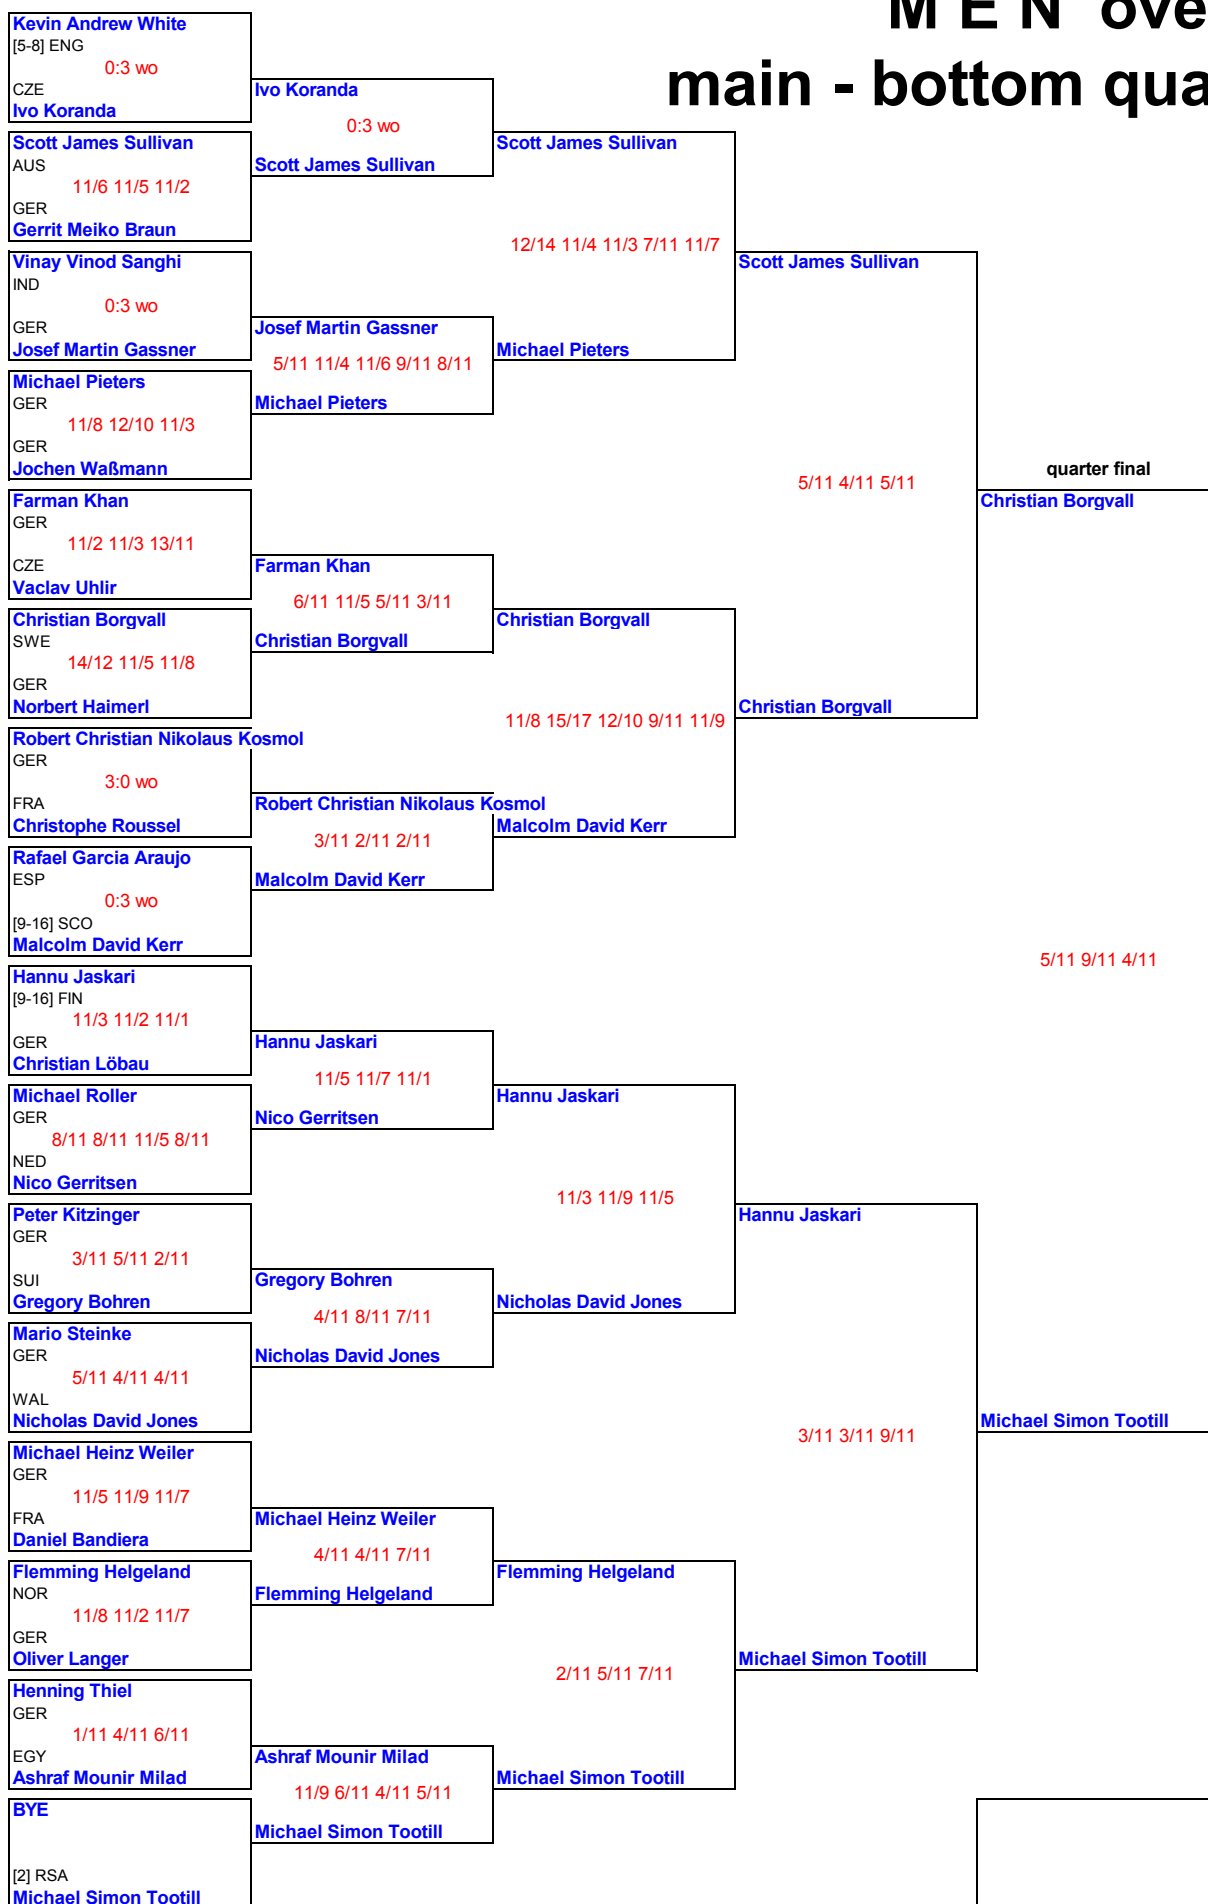 M E N ove
main - bottom qua
Kevin Andrew White
[5-8] ENG
0:3 wo
CZE
Ivo Koranda
Scott James Sullivan
AUS
11/6 11/5 11/2
GER
Gerrit Meiko Braun
Vinay Vinod Sanghi
IND
0:3 wo
GER
Josef Martin Gassner
Michael Pieters
GER
11/8 12/10 11/3
GER
Jochen Waßmann
Farman Khan
GER
11/2 11/3 13/11
CZE
Vaclav Uhlir
Christian Borgvall
SWE
14/12 11/5 11/8
GER
Norbert Haimerl
Robert Christian Nikolaus Kosmol
GER
3:0 wo
FRA
Christophe Roussel
Rafael Garcia Araujo
ESP
0:3 wo
[9-16] SCO
Malcolm David Kerr
Hannu Jaskari
[9-16] FIN
11/3 11/2 11/1
GER
Christian Löbau
Michael Roller
GER
8/11 8/11 11/5 8/11
NED
Nico Gerritsen
Peter Kitzinger
GER
3/11 5/11 2/11
SUI
Gregory Bohren
Mario Steinke
GER
5/11 4/11 4/11
WAL
Nicholas David Jones
Michael Heinz Weiler
GER
11/5 11/9 11/7
FRA
Daniel Bandiera
Flemming Helgeland
NOR
11/8 11/2 11/7
GER
Oliver Langer
Henning Thiel
GER
1/11 4/11 6/11
EGY
Ashraf Mounir Milad
BYE
[2] RSA
Michael Simon Tootill
Ivo Koranda
0:3 wo
Scott James Sullivan
Josef Martin Gassner
5/11 11/4 11/6 9/11 8/11
Michael Pieters
Farman Khan
6/11 11/5 5/11 3/11
Christian Borgvall
Robert Christian Nikolaus Kosmol
3/11 2/11 2/11
Malcolm David Kerr
Hannu Jaskari
11/5 11/7 11/1
Nico Gerritsen
Gregory Bohren
4/11 8/11 7/11
Nicholas David Jones
Michael Heinz Weiler
4/11 4/11 7/11
Flemming Helgeland
Ashraf Mounir Milad
11/9 6/11 4/11 5/11
Michael Simon Tootill
Scott James Sullivan
12/14 11/4 11/3 7/11 11/7
Michael Pieters
Christian Borgvall
11/8 15/17 12/10 9/11 11/9
Malcolm David Kerr
Hannu Jaskari
11/3 11/9 11/5
Nicholas David Jones
Flemming Helgeland
2/11 5/11 7/11
Michael Simon Tootill
Scott James Sullivan
5/11 4/11 5/11
Christian Borgvall
Hannu Jaskari
3/11 3/11 9/11
Michael Simon Tootill
quarter final
Christian Borgvall
5/11 9/11 4/11
Michael Simon Tootill